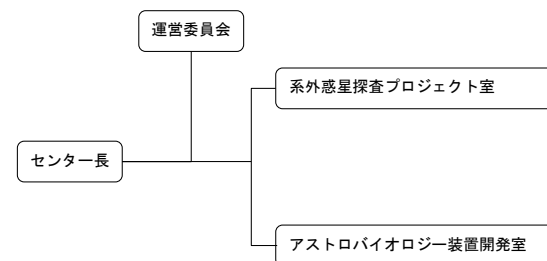 運営委員会
系外惑星探査プロジェクト室
センター長
アストロバイオロジー装置開発室